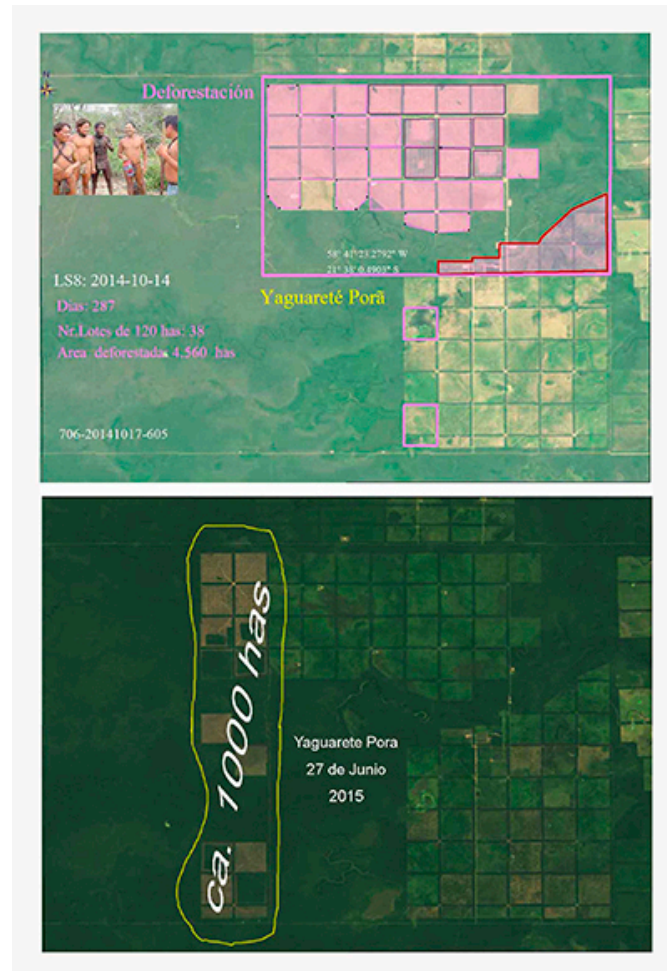 N
Deforestación
58° 41' 23.2792" W
21° 38' 0.4903" S
LS8: 2014-10-14
Yaguareté Porã
Dias: 287
Nr.Lotes de 120 has: 38
Area deforestada: 4.560 has
706-20141017-605
ca. 1000 has
Yaguarete Pora
27 de Junio
2015